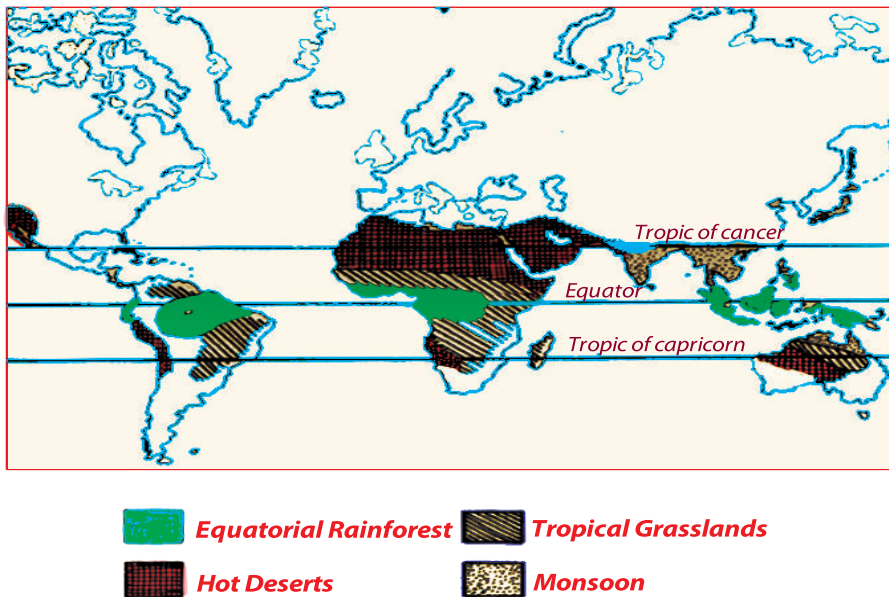 Tropic of cancer
Equator
Tropic of capricorn
Equatorial Rainforest
Tropical Grasslands
Hot Deserts
Monsoon